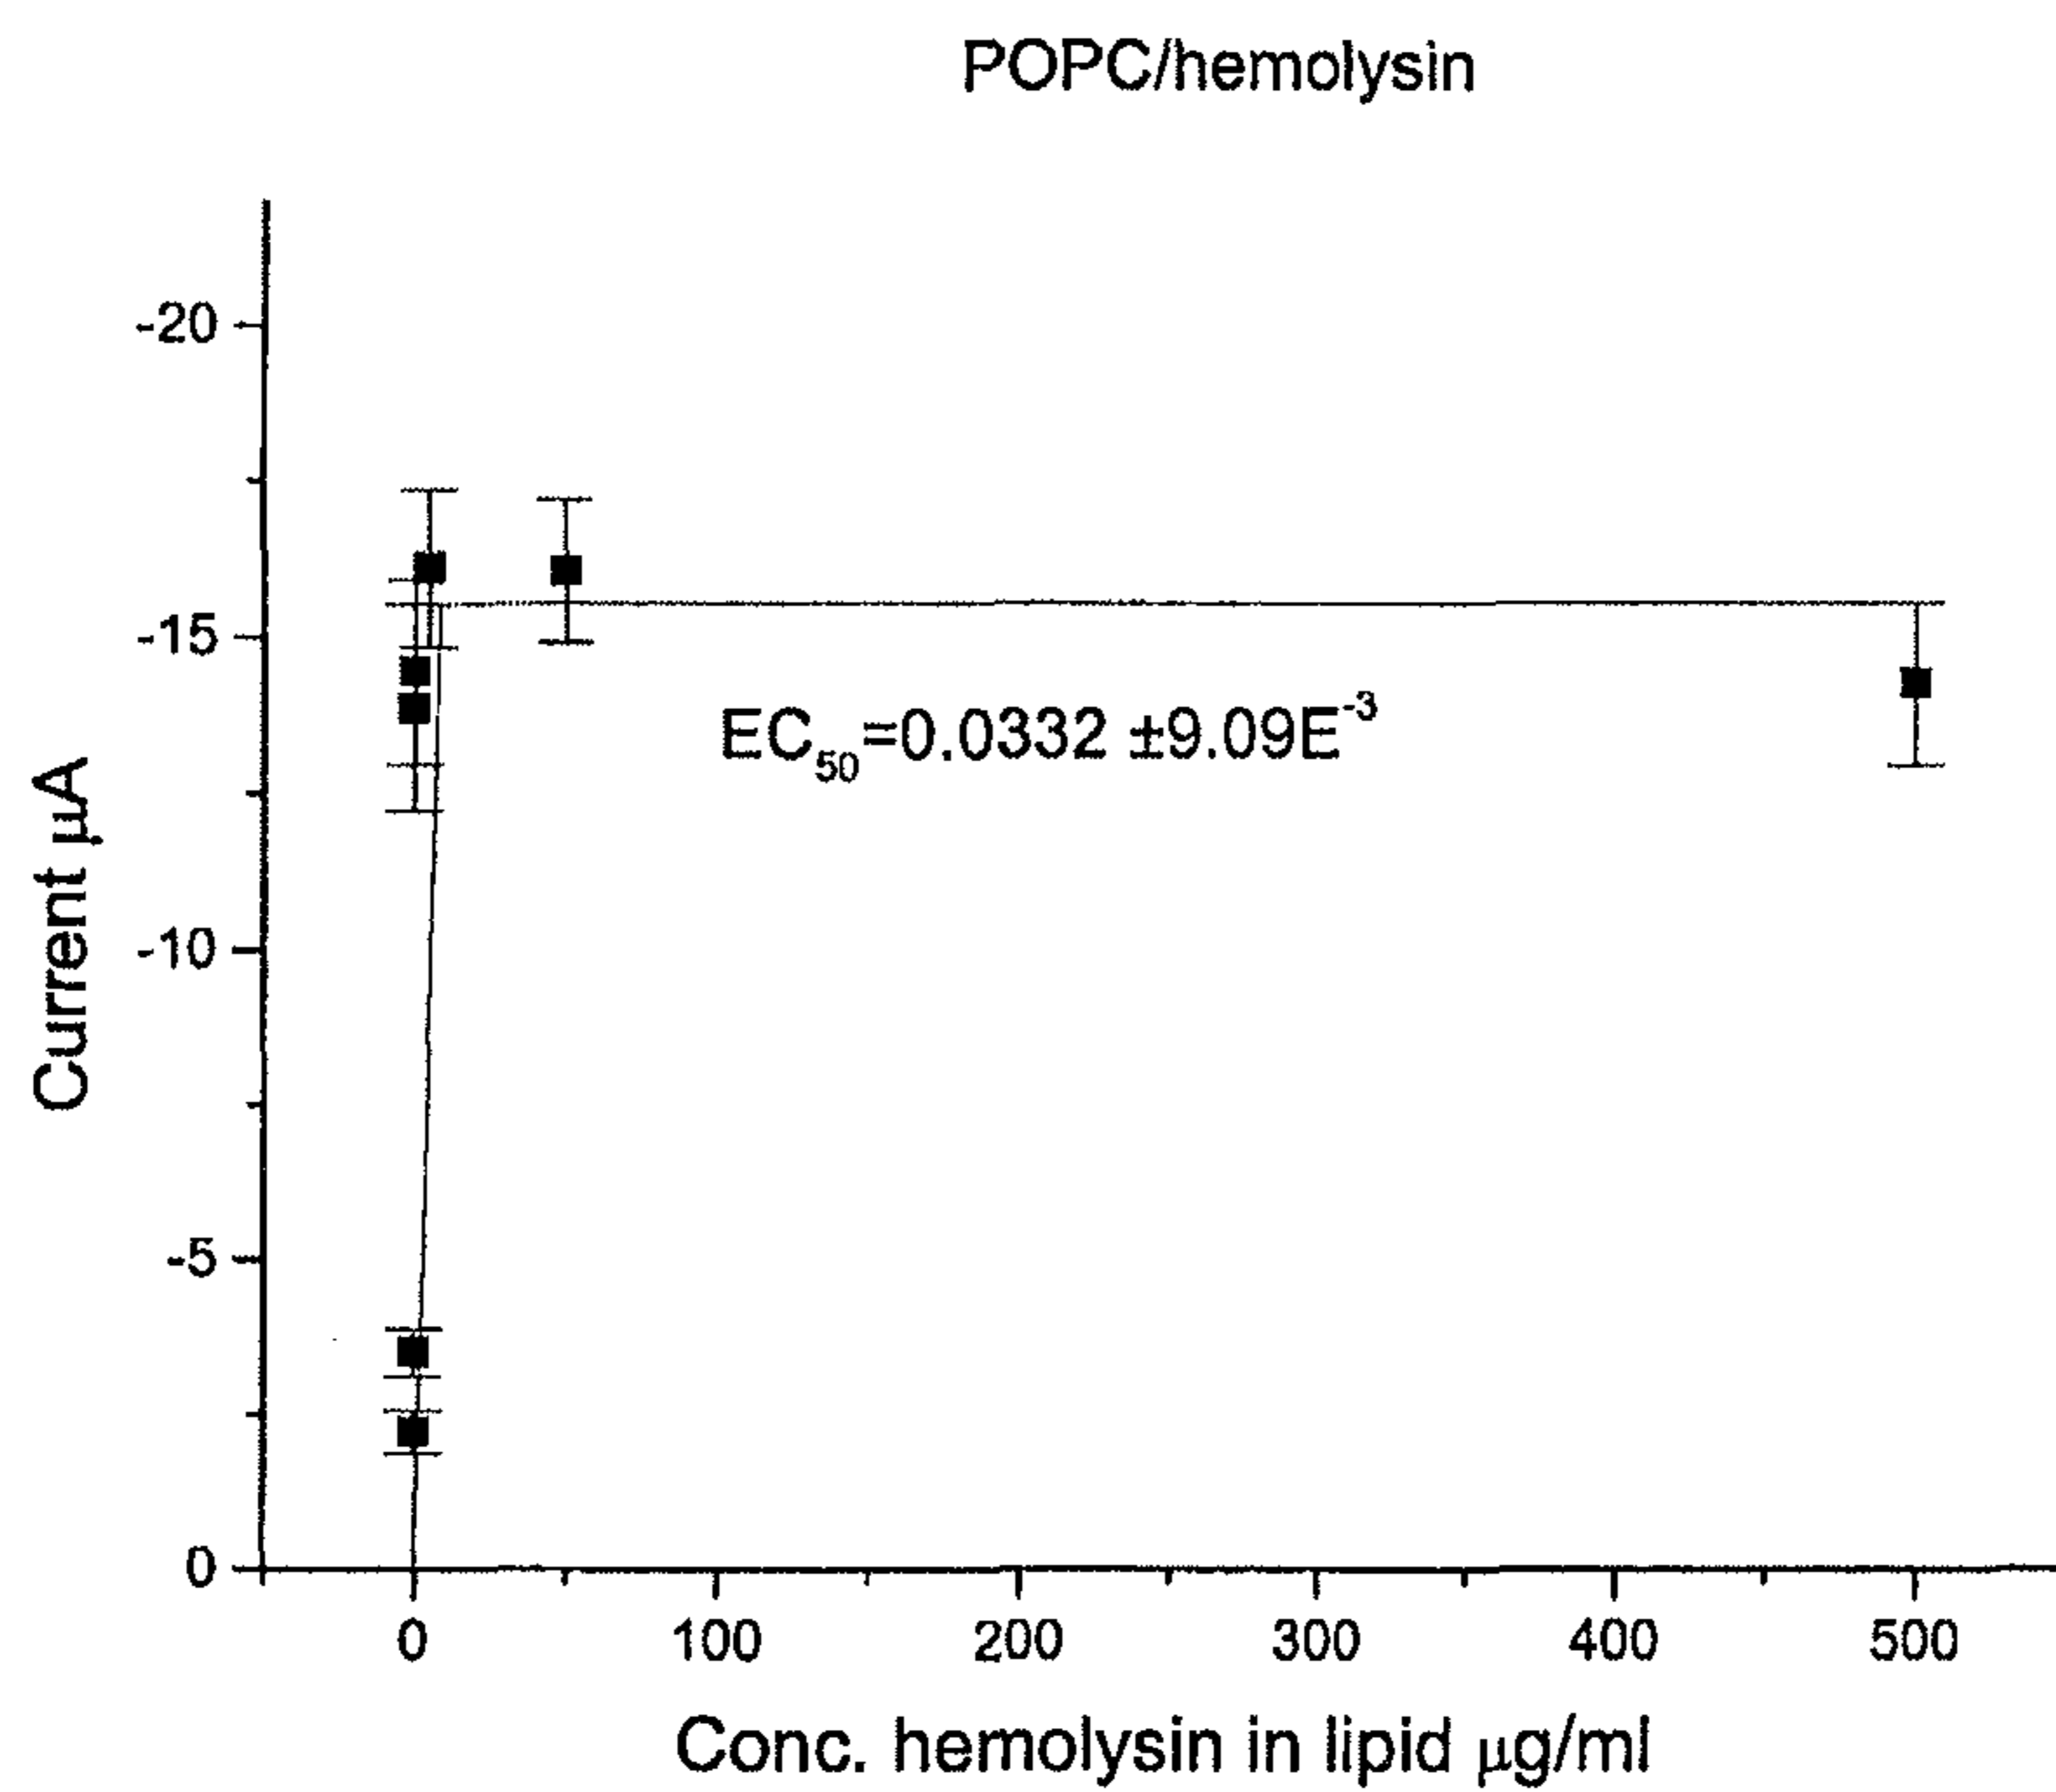 POPC/hemolysin
-20
-15
-10
-5
0
Current μA
EC₅₀=0.0332 ±9.09E⁻³
0 100 200 300 400 500
Conc. hemolysin in lipid μg/ml